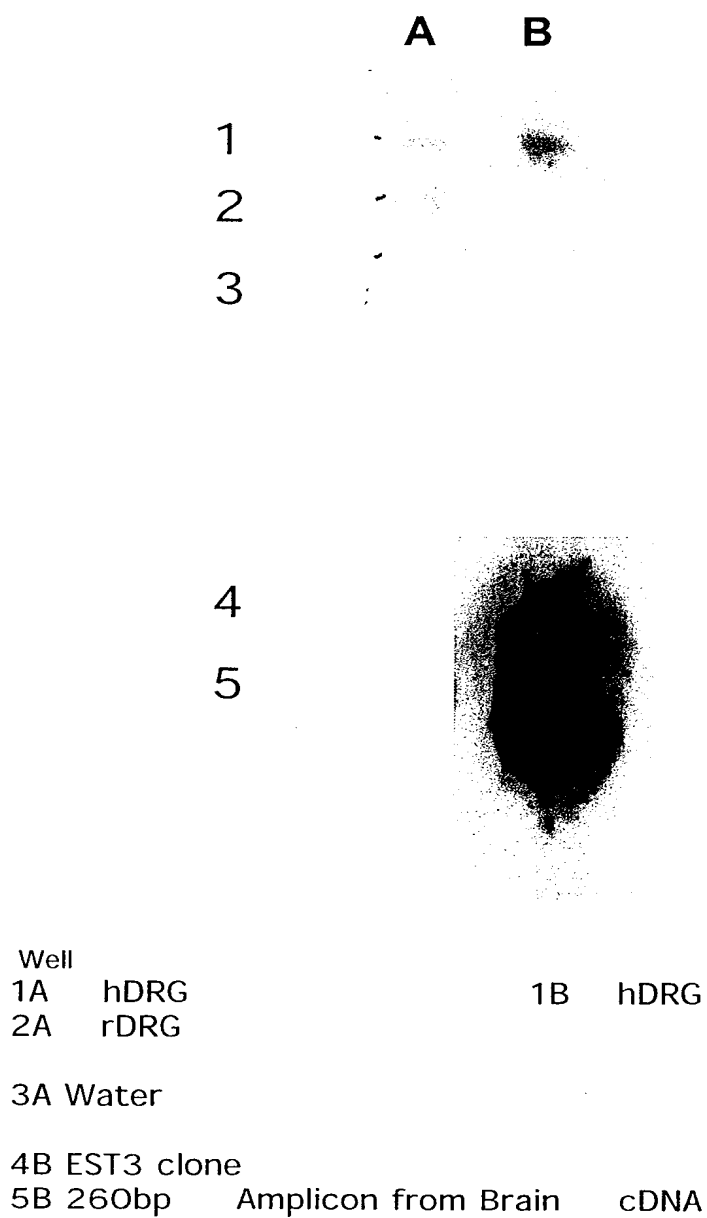 A B
1
2
3
4
5
Well
1A hDRG 1B hDRG
2A rDRG
3A Water
4B EST3 clone
5B 260bp Amplicon from Brain cDNA